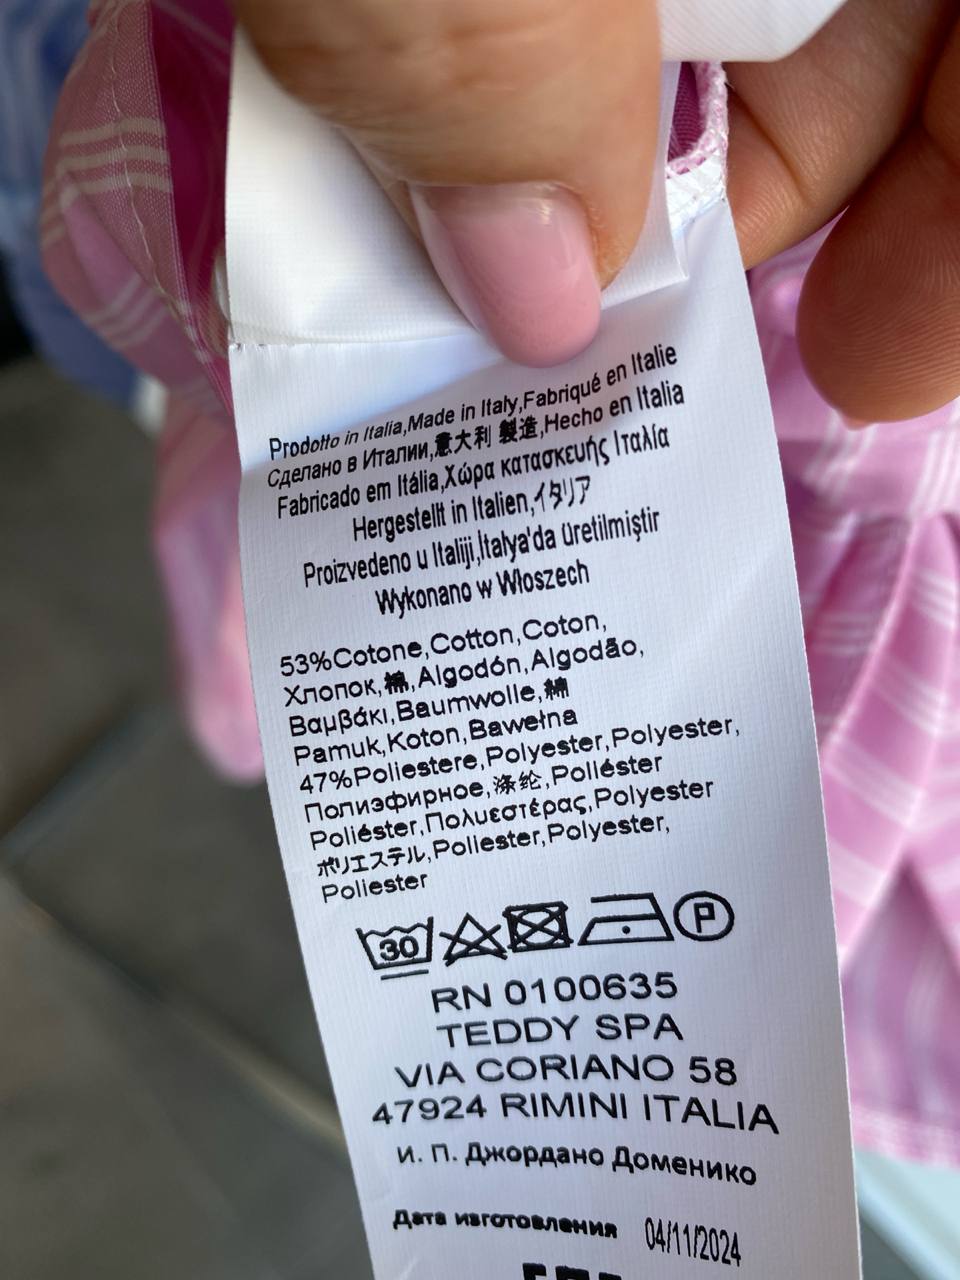 Prodotto in Italia,Made in Italy,Fabriqué en Italie
Сделано в Италии,意大利 製造,Hecho en Italia
Fabricado em Itália,Χώρα κατασκευής Ιταλία
Hergestellt in Italien,イタリア
Proizvedeno u Italiji,İtalya'da üretilmiştir
Wykonano w Włoszech
53%Cotone,Cotton,Coton,
Хлопок,棉,Algodón,Algodão,
Βαμβάκι,Baumwolle,綿
Pamuk,Koton,Bawełna
47%Poliestere,Polyester,Polyester,
Полиэфирное,涤纶,Poliéster
Poliéster,Πολυεστέρας,Polyester
ポリエステル,Poliester,Polyester,
Poliester
30 P
RN 0100635
TEDDY SPA
VIA CORIANO 58
47924 RIMINI ITALIA
и. П. Джордано Доменико
Дата изготовления 04/11/2024